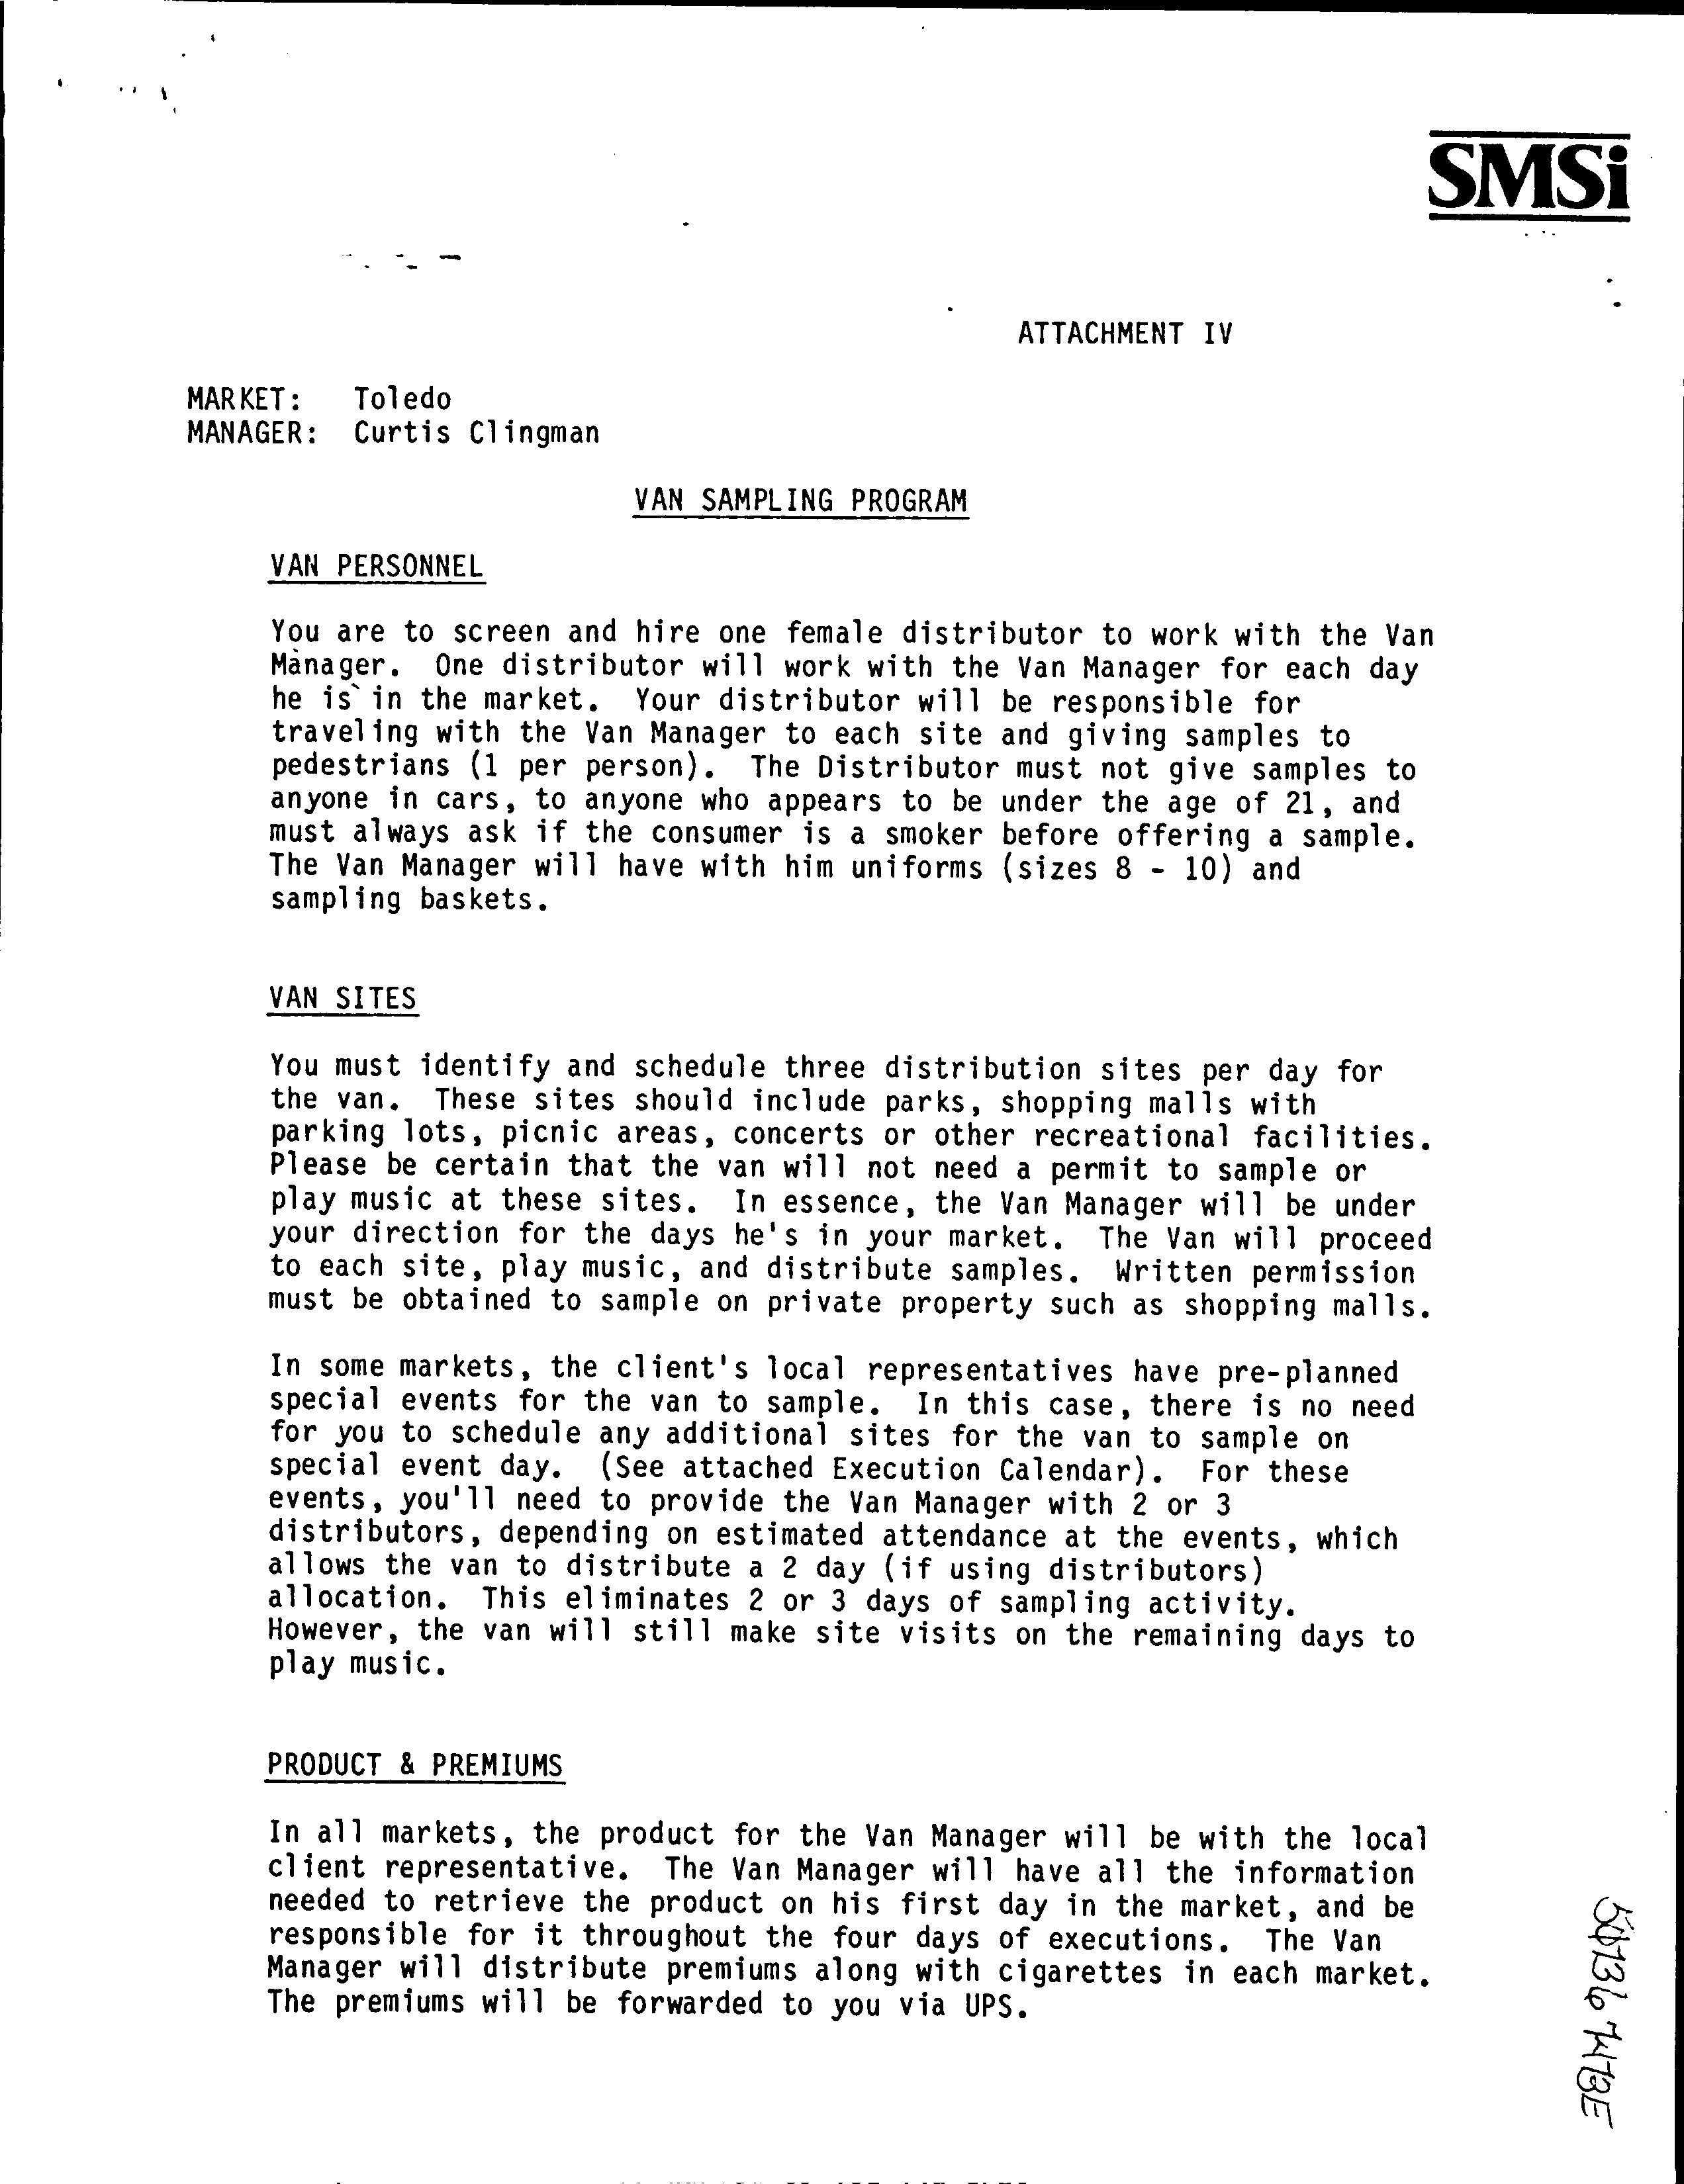 SMSi
ATTACHMENT IV
MARKET: Toledo
MANAGER: Curtis Clingman
VAN SAMPLING PROGRAM
VAN PERSONNEL
You are to screen and hire one female distributor to work with the Van
Manager. One distributor will work with the Van Manager for each day
he is in the market. Your distributor will be responsible for
traveling with the Van Manager to each site and giving samples to
pedestrians (1 per person). The Distributor must not give samples to
anyone in cars, to anyone who appears to be under the age of 21, and
must always ask if the consumer is a smoker before offering a sample.
The Van Manager will have with him uniforms (sizes 8 - 10) and
sampling baskets.
VAN SITES
You must identify and schedule three distribution sites per day for
the van. These sites should include parks, shopping malls with
parking lots, picnic areas, concerts or other recreational facilities.
Please be certain that the van will not need a permit to sample or
play music at these sites. In essence, the Van Manager will be under
your direction for the days he's in your market. The Van will proceed
to each site, play music, and distribute samples. Written permission
must be obtained to sample on private property such as shopping malls.
In some markets, the client's local representatives have pre-planned
special events for the van to sample. In this case, there is no need
for you to schedule any additional sites for the van to sample on
special event day. (See attached Execution Calendar). For these
events, you'll need to provide the Van Manager with 2 or 3
distributors, depending on estimated attendance at the events, which
allows the van to distribute a 2 day (if using distributors)
allocation. This eliminates 2 or 3 days of sampling activity.
However, the van will still make site visits on the remaining days to
play music.
PRODUCT & PREMIUMS
In all markets, the product for the Van Manager will be with the local
client representative. The Van Manager will have all the information
needed to retrieve the product on his first day in the market, and be
responsible for it throughout the four days of executions. The Van
Manager will distribute premiums along with cigarettes in each market.
The premiums will be forwarded to you via UPS.